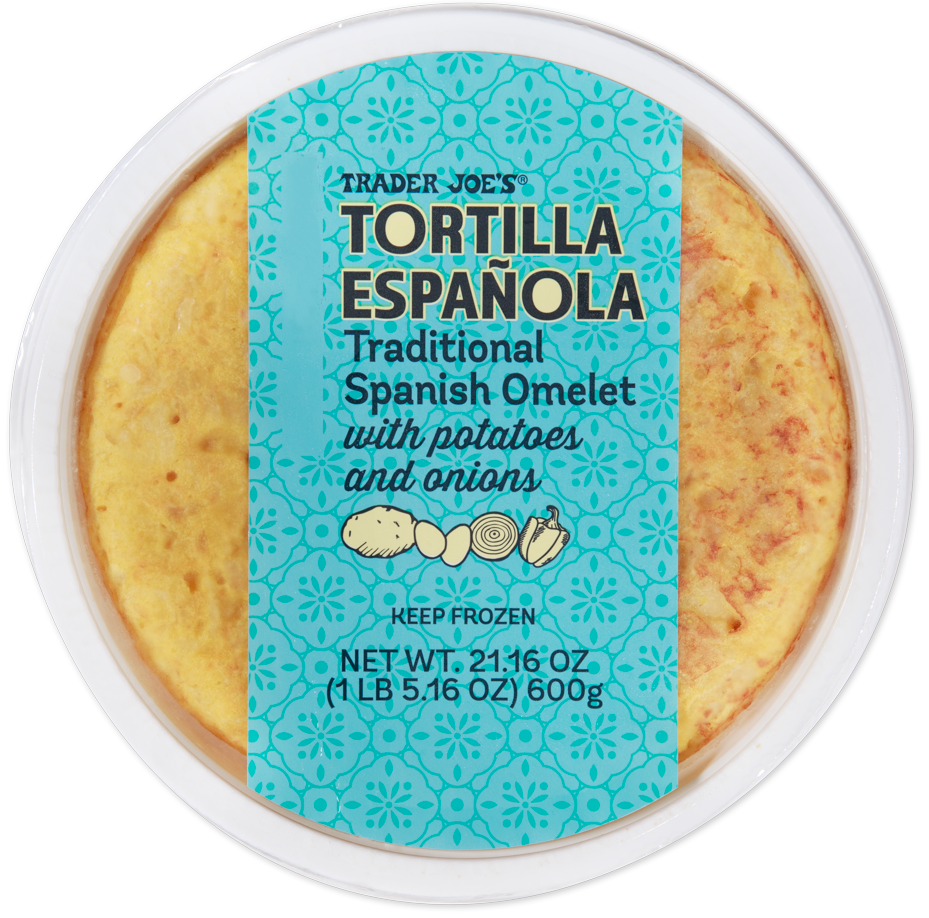 TRADER JOE'S®
TORTILLA
ESPAÑOLA
Traditional
Spanish Omelet
with potatoes
and onions
KEEP FROZEN
NET WT. 21.16 OZ
(1 LB 5.16 OZ) 600g